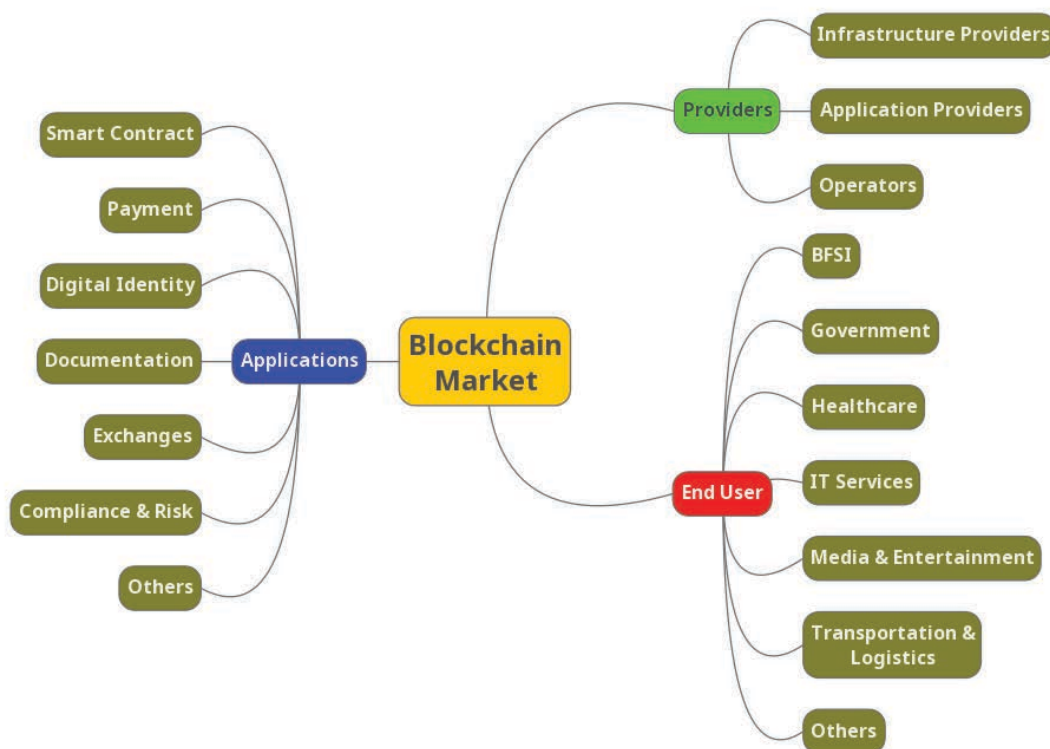 Blockchain
Market
Providers
Infrastructure Providers
Application Providers
Operators
End User
BFSI
Government
Healthcare
IT Services
Media & Entertainment
Transportation &
Logistics
Others
Applications
Smart Contract
Payment
Digital Identity
Documentation
Exchanges
Compliance & Risk
Others